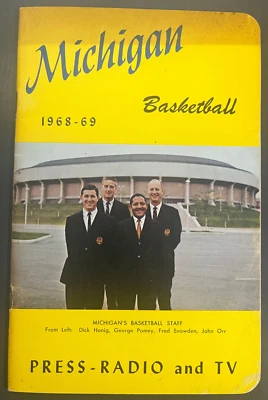 Michigan
Basketball
1968-69
MICHIGAN'S BASKETBALL STAFF
From Left: Dick Honig, George Pomey, Fred Snowden, John Orr
PRESS-RADIO and TV